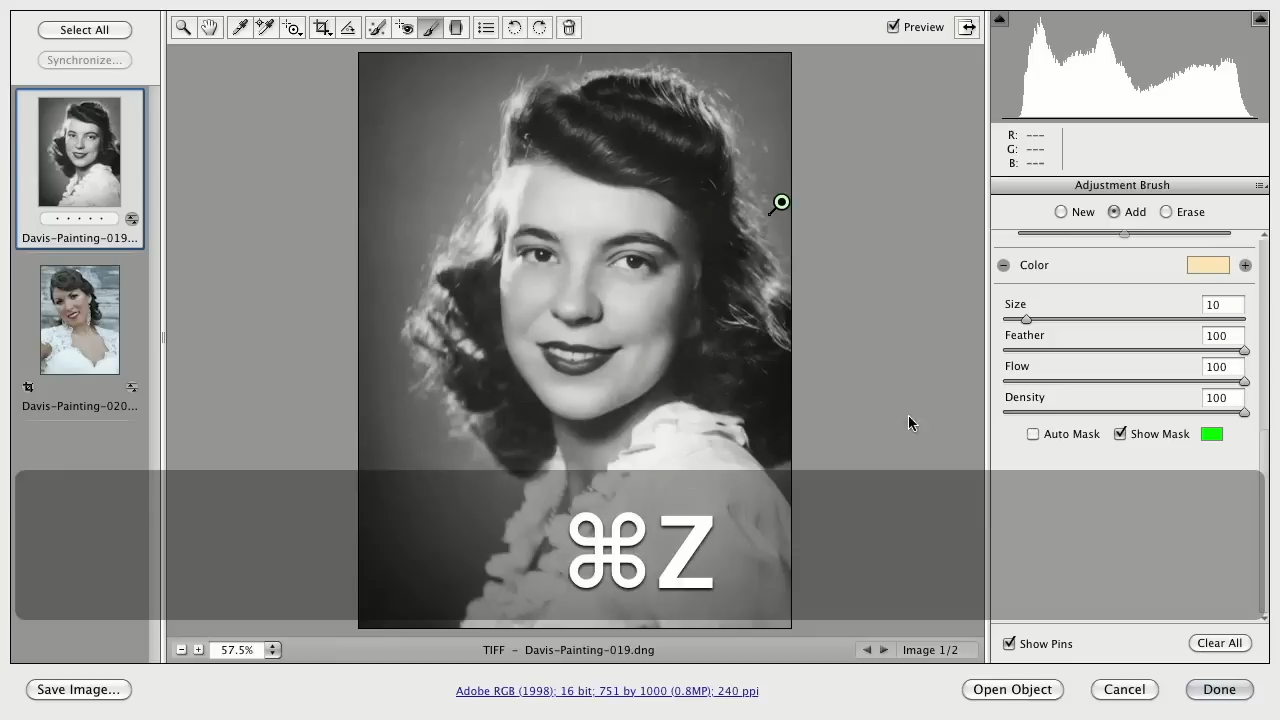 Select All
Synchronize...
Davis-Painting-019...
Davis-Painting-020...
Preview
R: ---
G: ---
B: ---
Adjustment Brush
New Add Erase
Color
Size 10
Feather 100
Flow 100
Density 100
Auto Mask Show Mask
⌘Z
57.5%
TIFF - Davis-Painting-019.dng
Image 1/2
Show Pins
Clear All
Save Image...
Adobe RGB (1998); 16 bit; 751 by 1000 (0.8MP); 240 ppi
Open Object
Cancel
Done